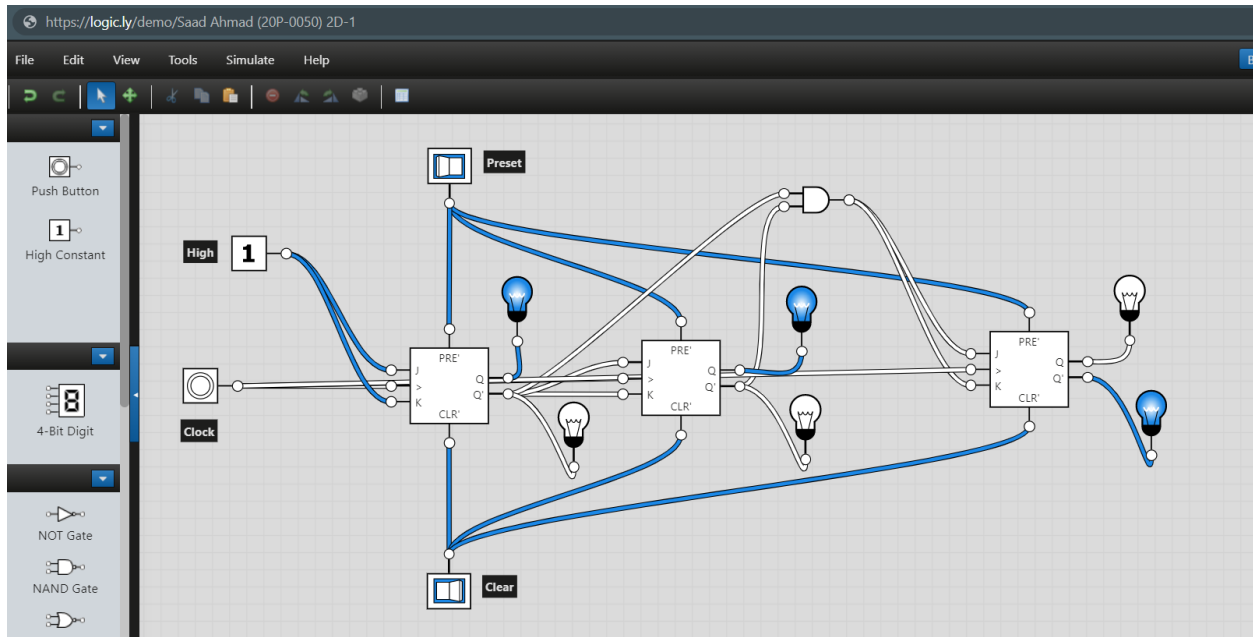 https://logic.ly/demo/Saad Ahmad (20P-0050) 2D-1
File Edit View Tools Simulate Help
Push Button
1
High Constant
8
4-Bit Digit
NOT Gate
NAND Gate
Preset
High
1
Clock
Clear
PRE'
J
Q
>
Q'
K
CLR'
PRE'
J
Q
>
Q'
K
CLR'
PRE'
J
Q
>
Q'
K
CLR'